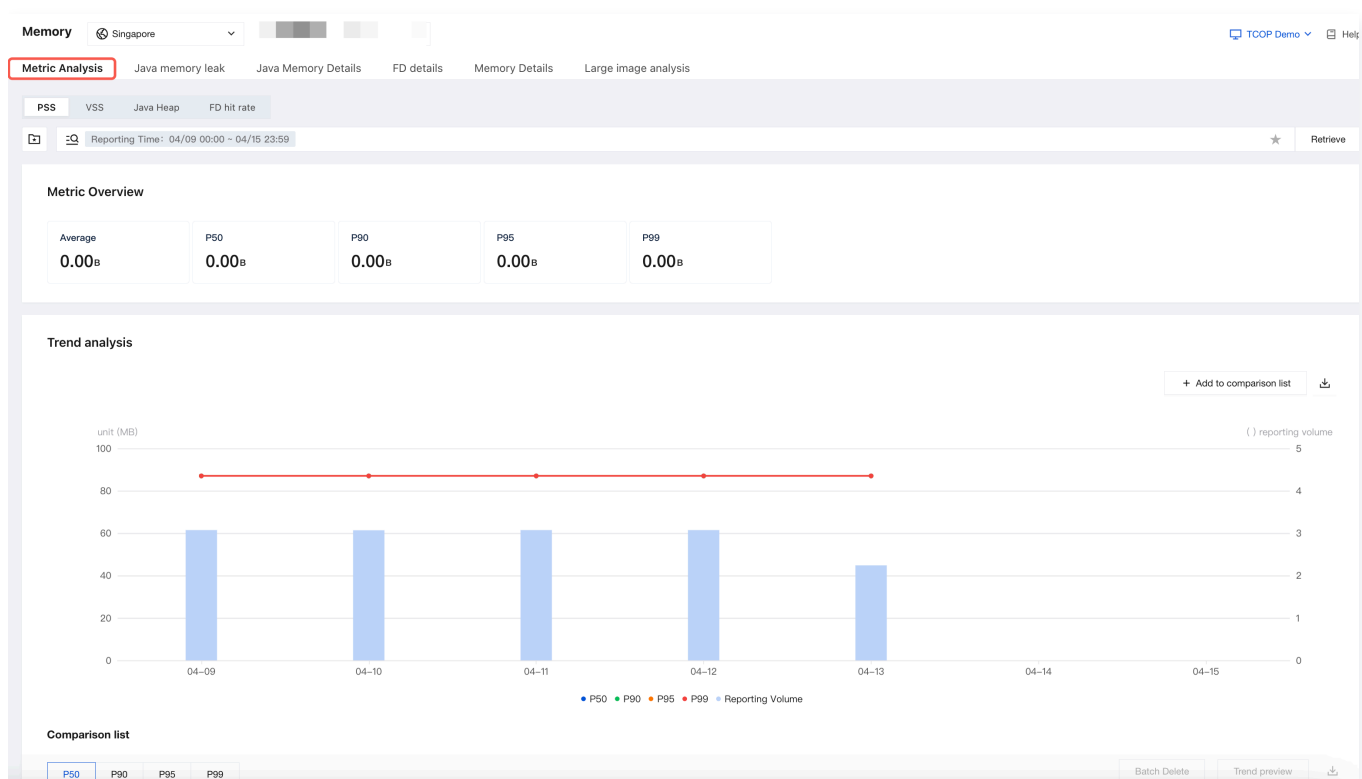 Memory Singapore TCOP Demo
Metric Analysis Java memory leak Java Memory Details FD details Memory Details Large image analysis
PSS VSS Java Heap FD hit rate
Reporting Time: 04/09 00:00 ~ 04/15 23:59 Retrieve
Metric Overview
Average P50 P90 P95 P99
0.00B 0.00B 0.00B 0.00B 0.00B
Trend analysis
+ Add to comparison list
unit (MB) ( ) reporting volume
100 5
80 4
60 3
40 2
20 1
0 0
04-09 04-10 04-11 04-12 04-13 04-14 04-15
P50 P90 P95 P99 Reporting Volume
Comparison list
P50 P90 P95 P99 Batch Delete Trend preview